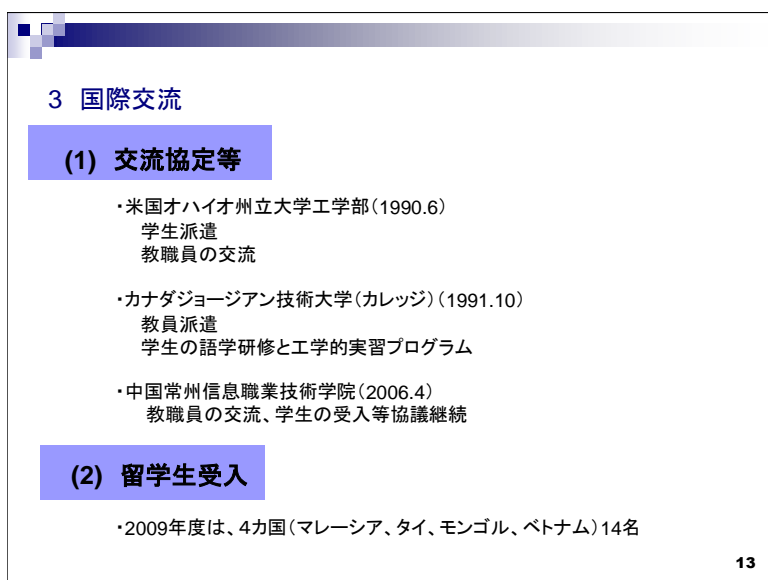 3 国際交流
(1) 交流協定等
・米国オハイオ州立大学工学部(1990.6)
学生派遣
教職員の交流
・カナダジョージアン技術大学(カレッジ)(1991.10)
教員派遣
学生の語学研修と工学的実習プログラム
・中国常州信息職業技術学院(2006.4)
教職員の交流、学生の受入等協議継続
(2) 留学生受入
・2009年度は、4カ国(マレーシア、タイ、モンゴル、ベトナム)14名
13